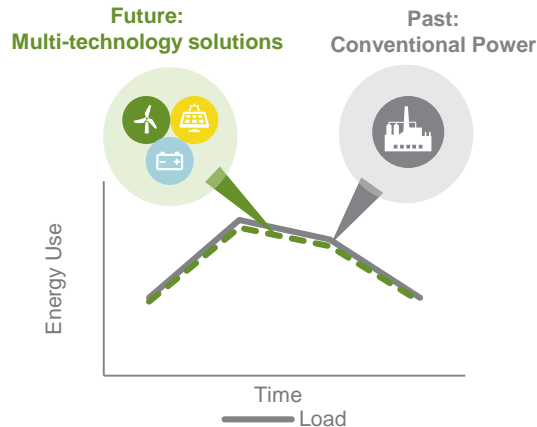 Future:
Multi-technology solutions
Past:
Conventional Power
Energy Use
Time
Load